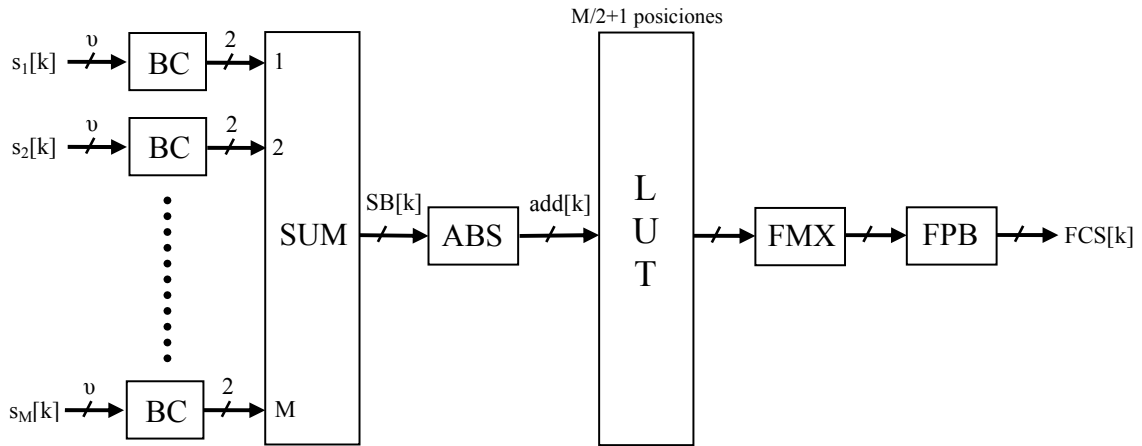 M/2+1 posiciones
s₁[k] υ BC 2 1
s₂[k] υ BC 2 2
SUM SB[k] ABS add[k] L U T FMX FPB FCS[k]
s_M[k] υ BC 2 M